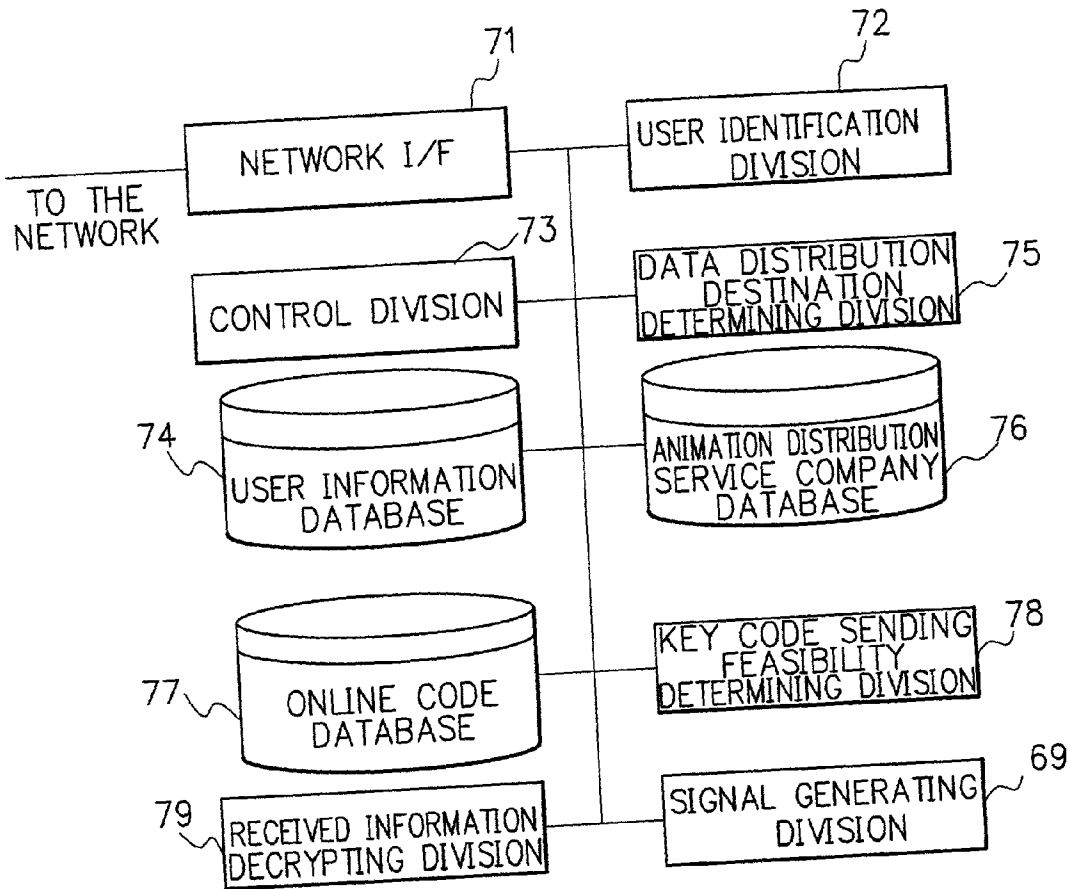 71
72
NETWORK I/F
USER IDENTIFICATION
DIVISION
TO THE
NETWORK
73
CONTROL DIVISION
DATA DISTRIBUTION
DESTINATION
DETERMINING DIVISION
75
74
USER INFORMATION
DATABASE
ANIMATION DISTRIBUTION
SERVICE COMPANY
DATABASE
76
77
ONLINE CODE
DATABASE
KEY CODE SENDING
FEASIBILITY
DETERMINING DIVISION
78
79
RECEIVED INFORMATION
DECRYPTING DIVISION
SIGNAL GENERATING
DIVISION
69